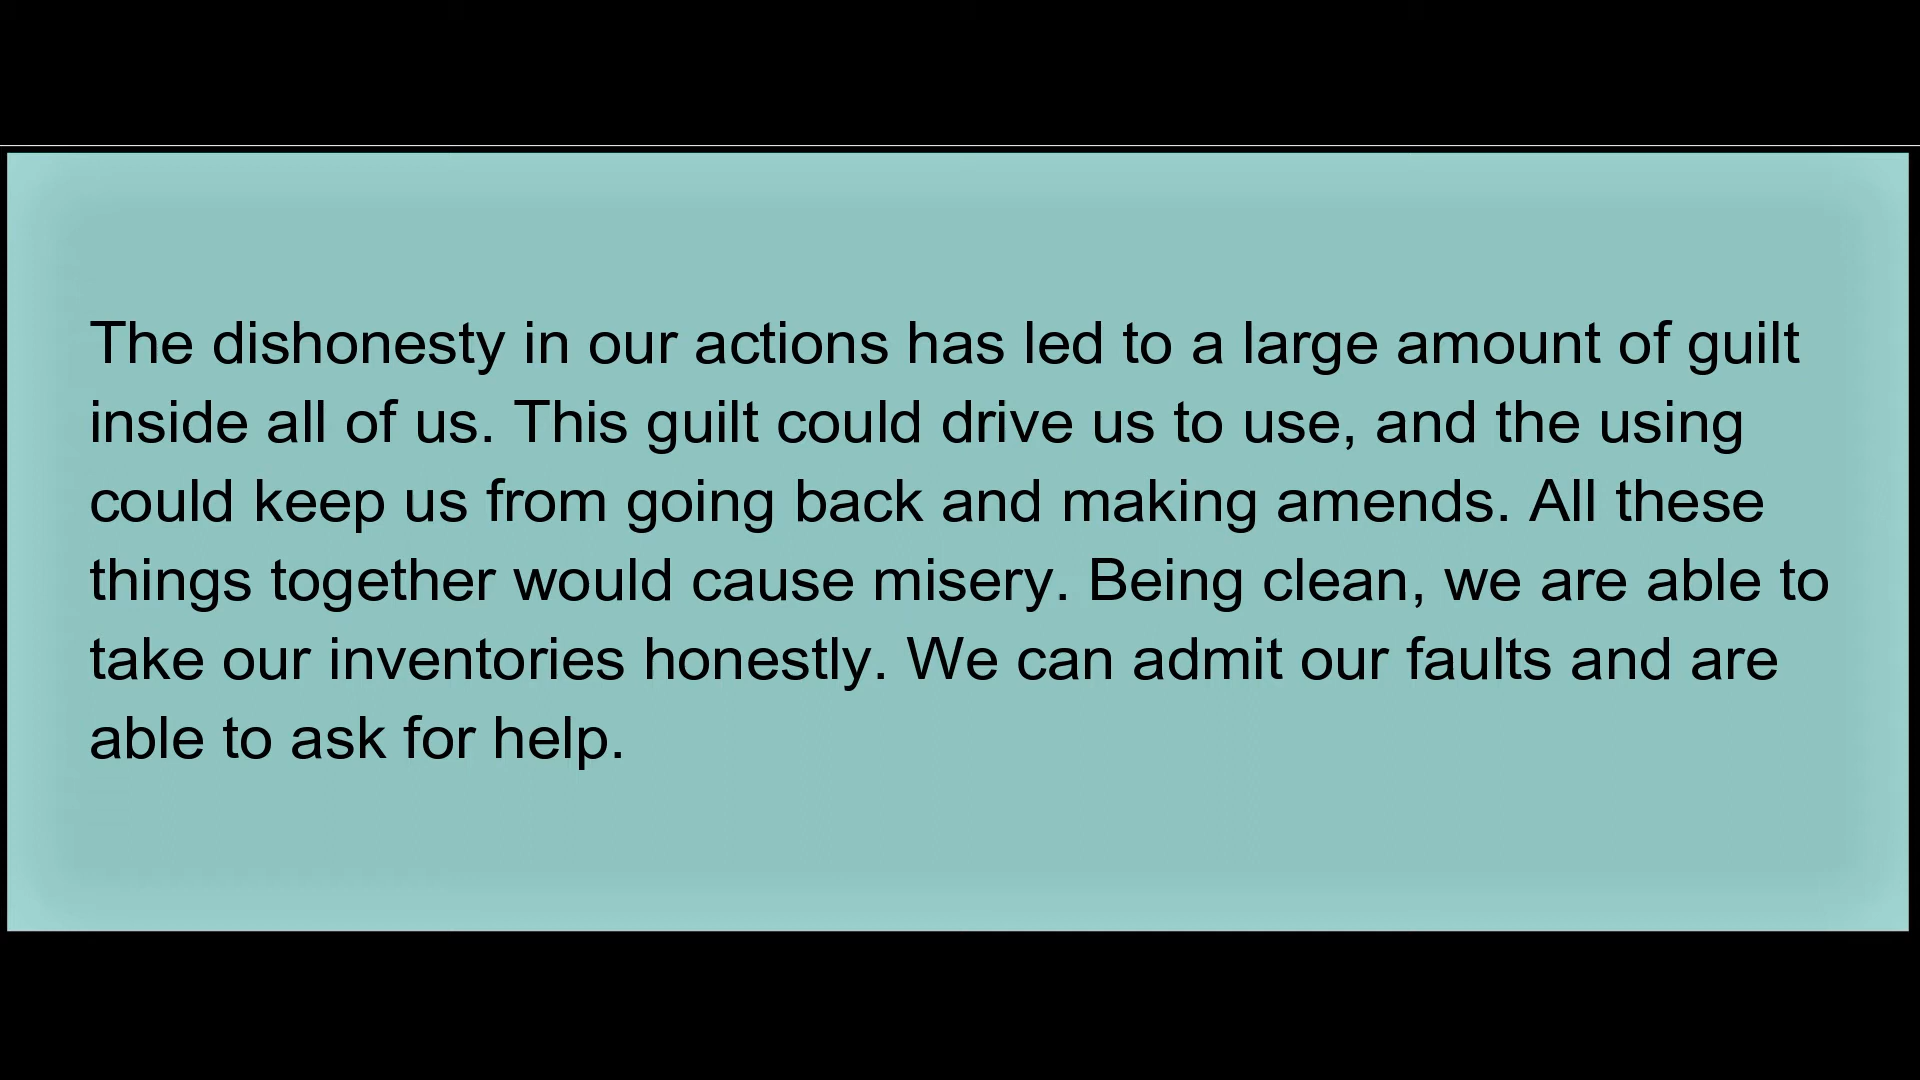 The dishonesty in our actions has led to a large amount of guilt
inside all of us. This guilt could drive us to use, and the using
could keep us from going back and making amends. All these
things together would cause misery. Being clean, we are able to
take our inventories honestly. We can admit our faults and are
able to ask for help.